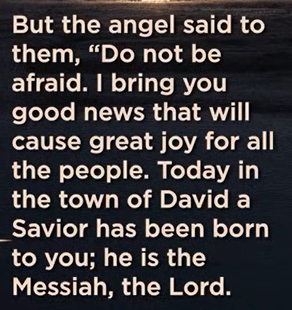 But the angel said to
them, “Do not be
afraid. I bring you
good news that will
cause great joy for all
the people. Today in
the town of David a
Savior has been born
to you; he is the
Messiah, the Lord.